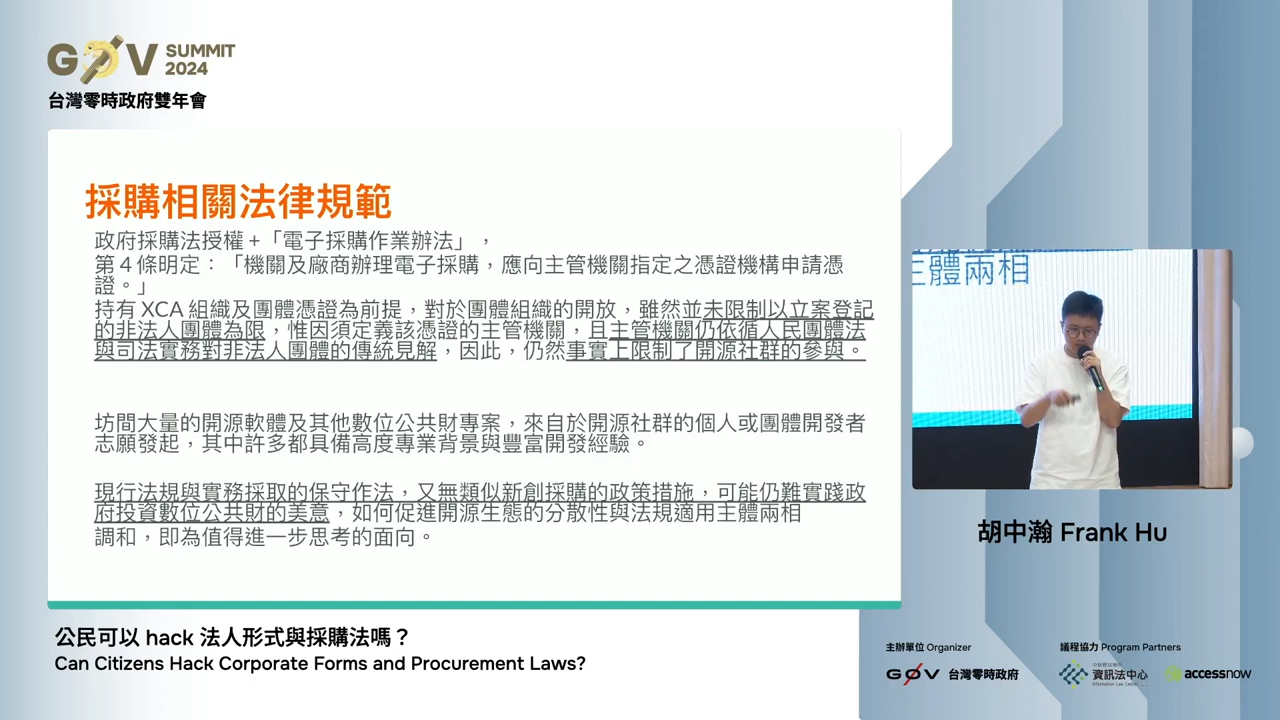 G0V SUMMIT 2024
台灣零時政府雙年會
採購相關法律規範
政府採購法授權 +「電子採購作業辦法」，
第 4 條明定：「機關及廠商辦理電子採購，應向主管機關指定之憑證機構申請憑
證。」
持有 XCA 組織及團體憑證為前提，對於團體組織的開放，雖然並未限制以立案登記
的非法人團體為限，惟因須定義該憑證的主管機關，且主管機關仍依循人民團體法
與司法實務對非法人團體的傳統見解，因此，仍然事實上限制了開源社群的參與。
坊間大量的開源軟體及其他數位公共財專案，來自於開源社群的個人或團體開發者
志願發起，其中許多都具備高度專業背景與豐富開發經驗。
現行法規與實務採取的保守作法，又無類似新創採購的政策措施，可能仍難實踐政
府投資數位公共財的美意，如何促進開源生態的分散性與法規適用主體兩相
調和，即為值得進一步思考的面向。
主體兩相
胡中瀚 Frank Hu
公民可以 hack 法人形式與採購法嗎？
Can Citizens Hack Corporate Forms and Procurement Laws?
主辦單位 Organizer
議程協力 Program Partners
G0V 台灣零時政府
資訊法中心
Information Law Center
accessnow